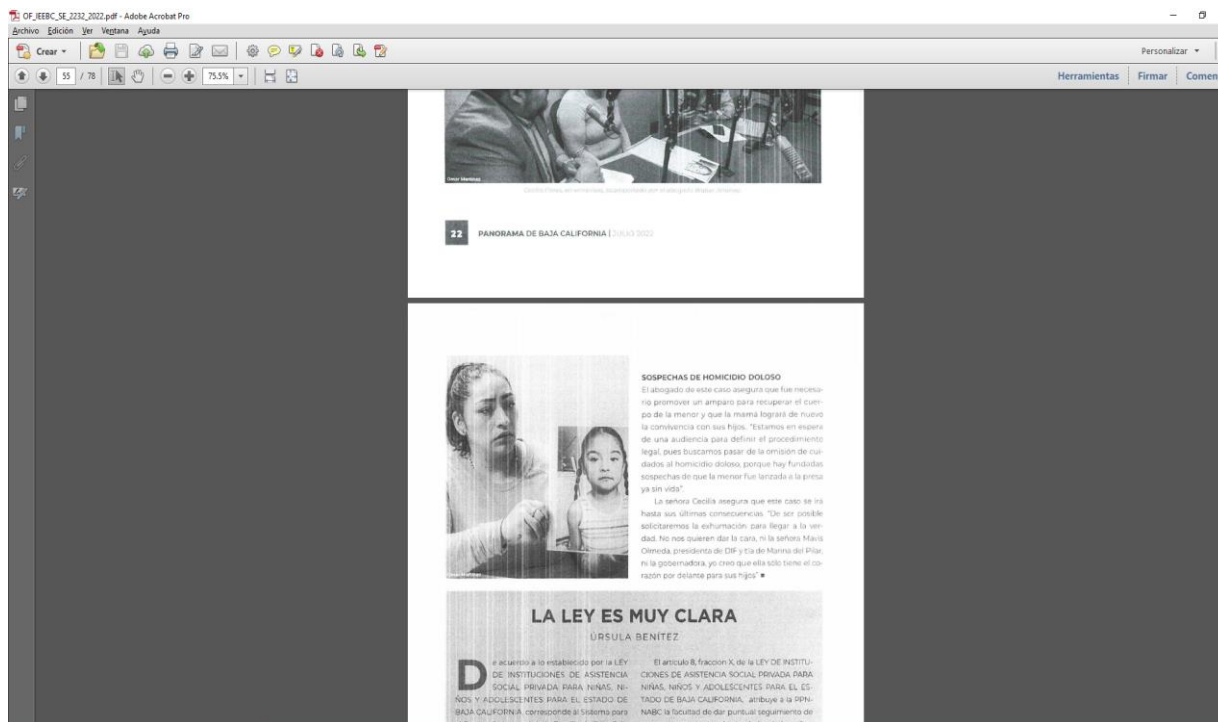 OF_IEEBC_SE_2232_2022.pdf - Adobe Acrobat Pro
Archivo Edición Ver Ventana Ayuda
Crear
Personalizar
55 / 78
75.5%
Herramientas Firmar Comen
Omar Martínez
22 PANORAMA DE BAJA CALIFORNIA | JULIO 2022
SOSPECHAS DE HOMICIDIO DOLOSO
El abogado de este caso asegura que fue necesa-
rio promover un amparo para recuperar el cuer-
po de la menor y que la mamá logrará de nuevo
la convivencia con sus hijos. "Estamos en espera
de una audiencia para definir el procedimiento
legal, pues buscamos pasar de la omisión de cui-
dados al homicidio doloso, porque hay fundadas
sospechas de que la menor fue lanzada a la presa
ya sin vida".
La señora Cecilia asegura que este caso se irá
hasta sus últimas consecuencias. "De ser posible
solicitaremos la exhumación para llegar a la ver-
dad. No nos quieren dar la cara, ni la señora Mavis
Olmeda, presidenta de DIF y tía de Marina del Pilar,
ni la gobernadora, yo creo que ella sólo tiene el co-
razón por delante para sus hijos"
Omar Martínez
LA LEY ES MUY CLARA
ÚRSULA BENÍTEZ
De acuerdo a lo establecido por la LEY
DE INSTITUCIONES DE ASISTENCIA
SOCIAL PRIVADA PARA NIÑAS, NI-
ÑOS Y ADOLESCENTES PARA EL ESTADO DE
BAJA CALIFORNIA, corresponde al Sistema para
El artículo 8, fracción X, de la LEY DE INSTITU-
CIONES DE ASISTENCIA SOCIAL PRIVADA PARA
NIÑAS, NIÑOS Y ADOLESCENTES PARA EL ES-
TADO DE BAJA CALIFORNIA, atribuye a la PPN-
NABC la facultad de dar puntual seguimiento de